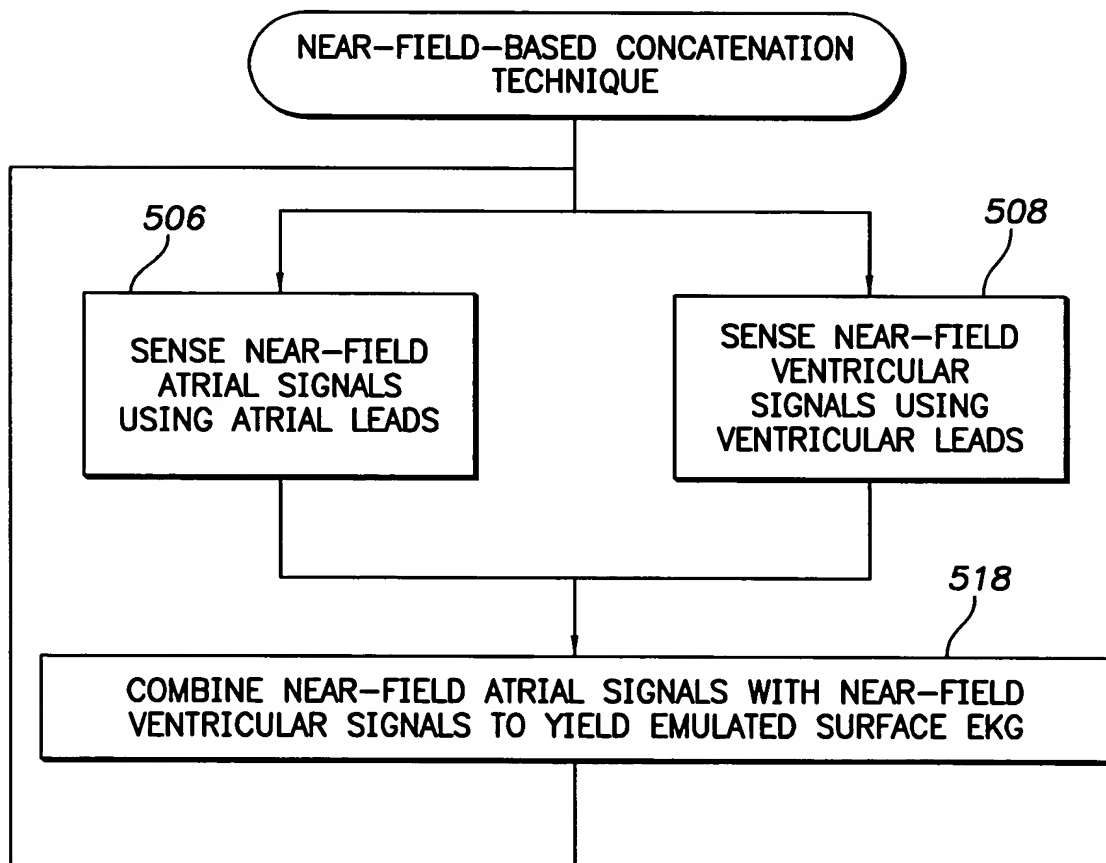 NEAR-FIELD-BASED CONCATENATION
TECHNIQUE
506
508
SENSE NEAR-FIELD
ATRIAL SIGNALS
USING ATRIAL LEADS
SENSE NEAR-FIELD
VENTRICULAR
SIGNALS USING
VENTRICULAR LEADS
518
COMBINE NEAR-FIELD ATRIAL SIGNALS WITH NEAR-FIELD
VENTRICULAR SIGNALS TO YIELD EMULATED SURFACE EKG